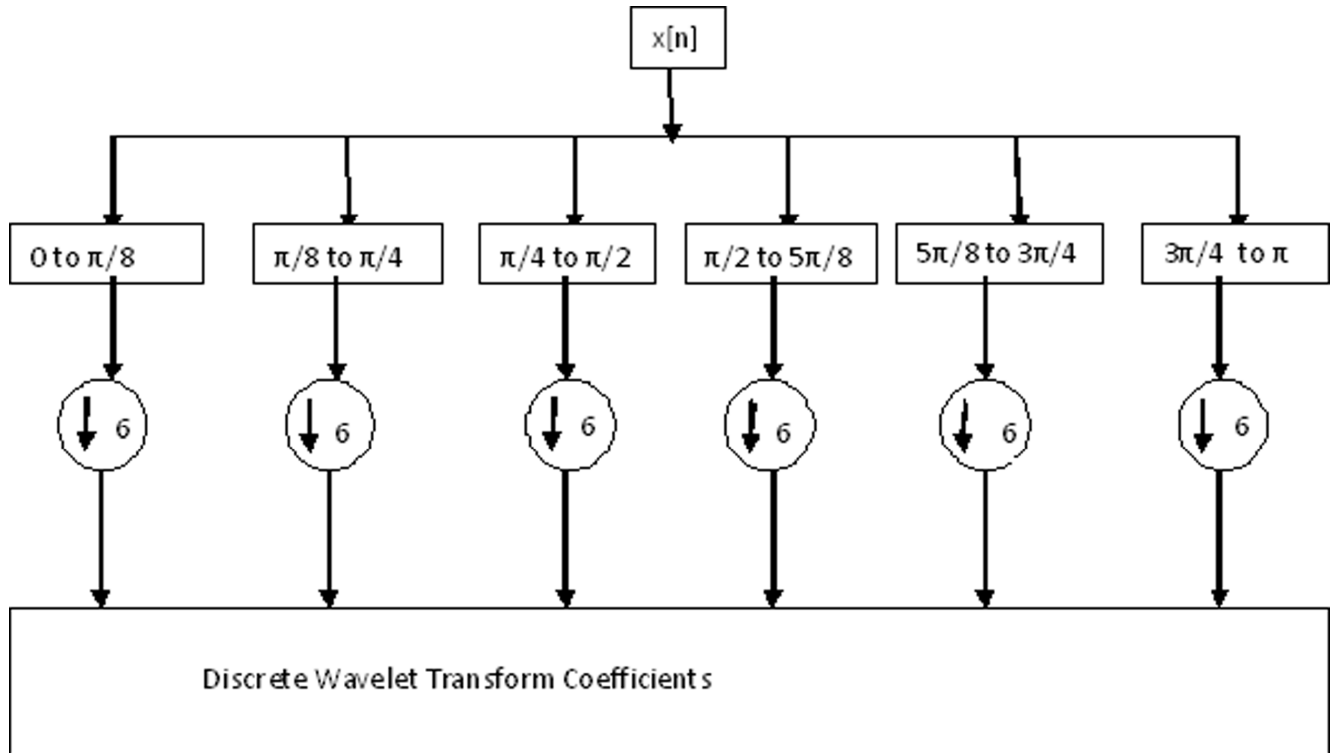 x[n]
0 to π/8
π/8 to π/4
π/4 to π/2
π/2 to 5π/8
5π/8 to 3π/4
3π/4 to π
6
6
6
6
6
6
Discrete Wavelet Transform Coefficients